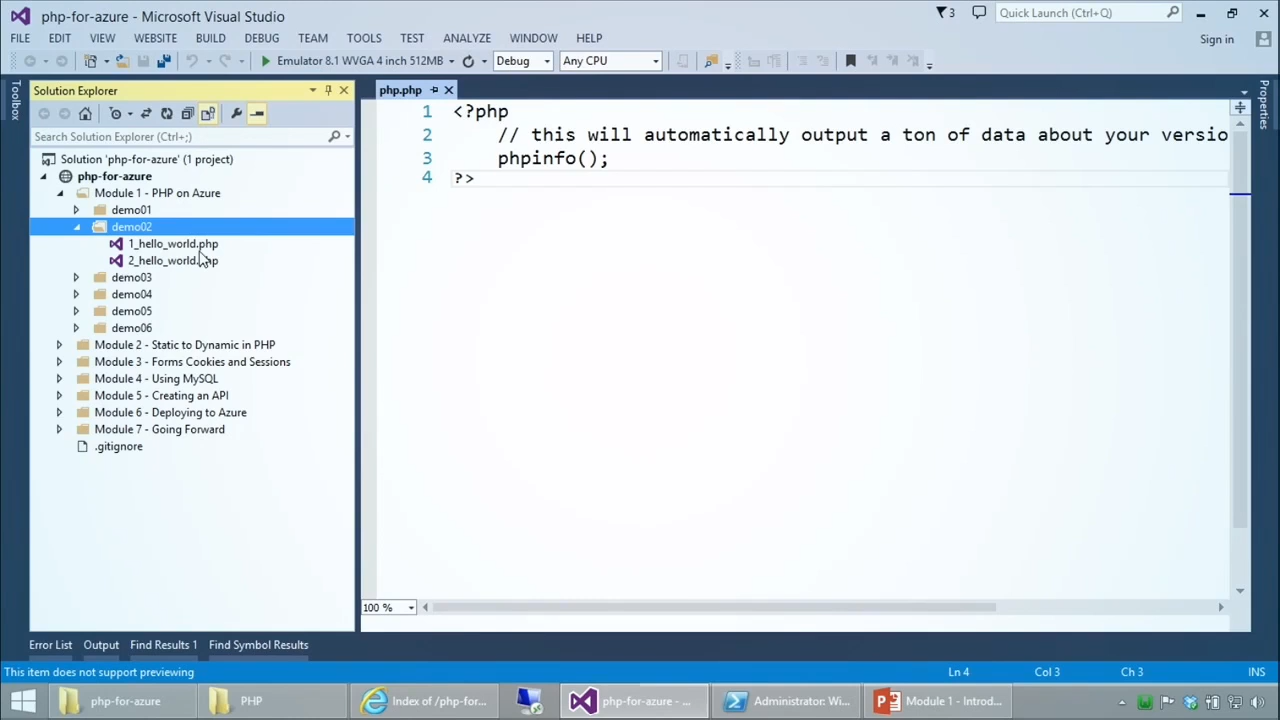 php-for-azure - Microsoft Visual Studio
3
Quick Launch (Ctrl+Q)
FILE EDIT VIEW WEBSITE BUILD DEBUG TEAM TOOLS TEST ANALYZE WINDOW HELP
Sign in
Emulator 8.1 WVGA 4 inch 512MB
Debug
Any CPU
Toolbox
Solution Explorer
Search Solution Explorer (Ctrl+;)
Solution 'php-for-azure' (1 project)
php-for-azure
Module 1 - PHP on Azure
demo01
demo02
1_hello_world.php
2_hello_world.php
demo03
demo04
demo05
demo06
Module 2 - Static to Dynamic in PHP
Module 3 - Forms Cookies and Sessions
Module 4 - Using MySQL
Module 5 - Creating an API
Module 6 - Deploying to Azure
Module 7 - Going Forward
.gitignore
php.php
1 <?php
2 // this will automatically output a ton of data about your versio
3 phpinfo();
4 ?>
Properties
100 %
Error List Output Find Results 1 Find Symbol Results
This item does not support previewing
Ln 4 Col 3 Ch 3 INS
php-for-azure
PHP
Index of /php-for...
php-for-azure - ...
Administrator: Wi...
Module 1 - Introd...